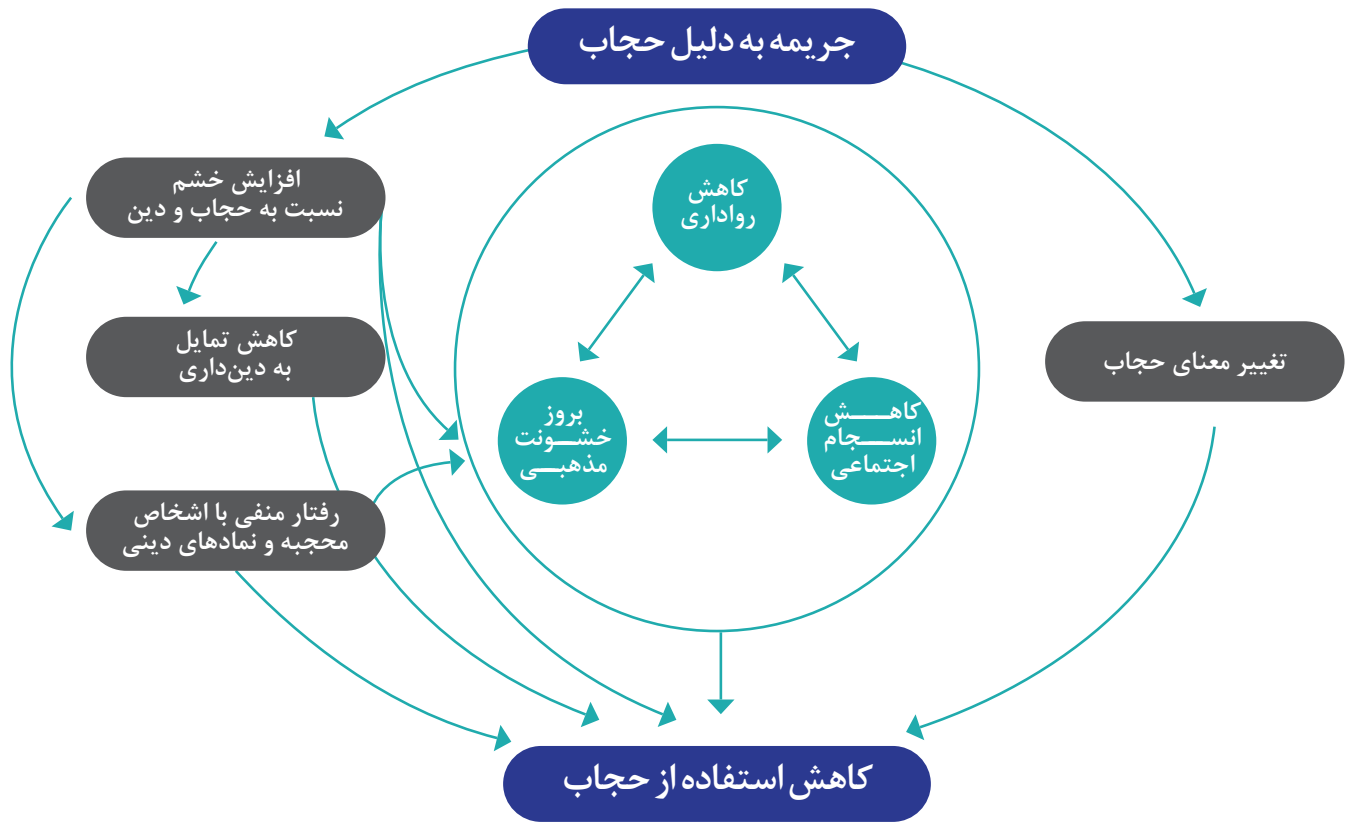 جریمه به دلیل حجاب
افزایش خشم
نسبت به حجاب و دین
کاهش
رواداری
کاهش تمایل
به دین‌داری
تغییر معنای حجاب
بروز
خشـــونت
مذهبـــی
کاهـــــش
انســـجام
اجتماعی
رفتار منفی با اشخاص
محجبه و نمادهای دینی
کاهش استفاده از حجاب